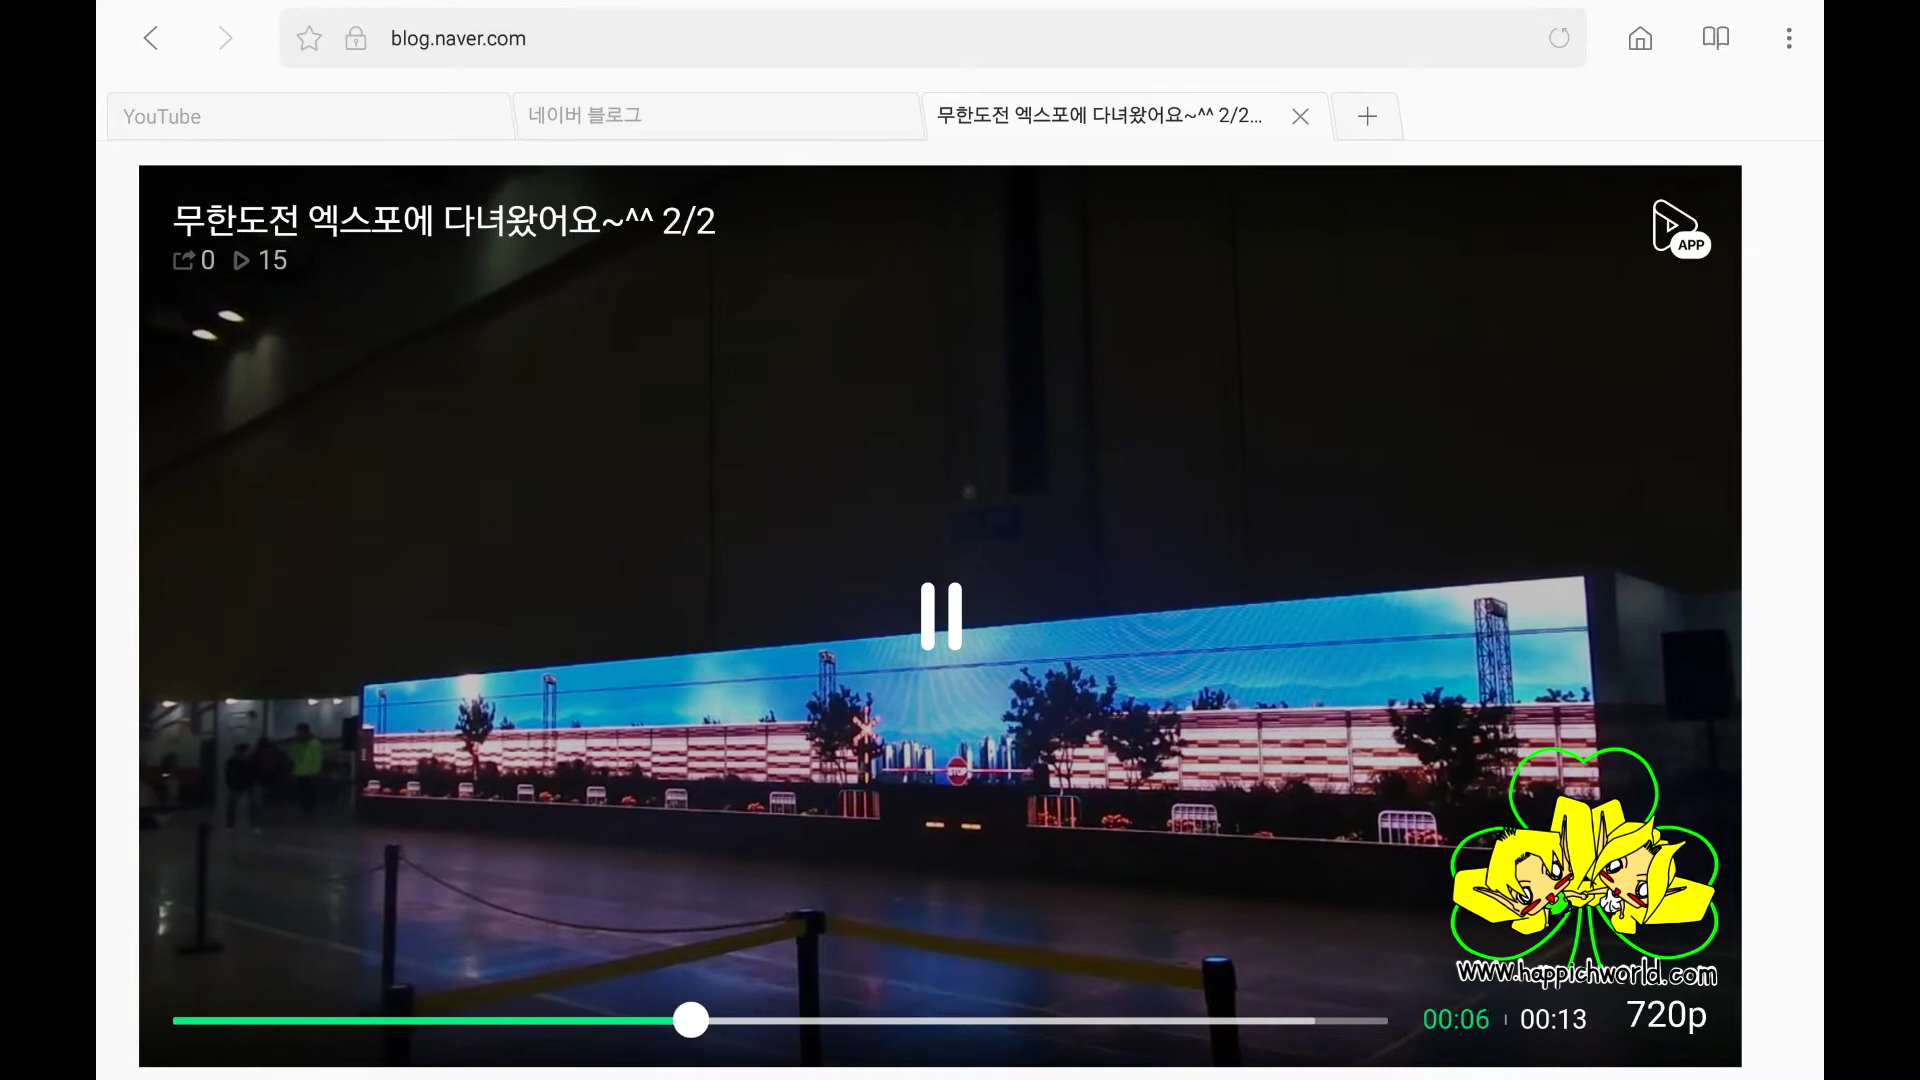 blog.naver.com
YouTube
네이버 블로그
무한도전 엑스포에 다녀왔어요~^^ 2/2...
무한도전 엑스포에 다녀왔어요~^^ 2/2
0 15
APP
STOP
www.happichworld.com
00:06 00:13 720p